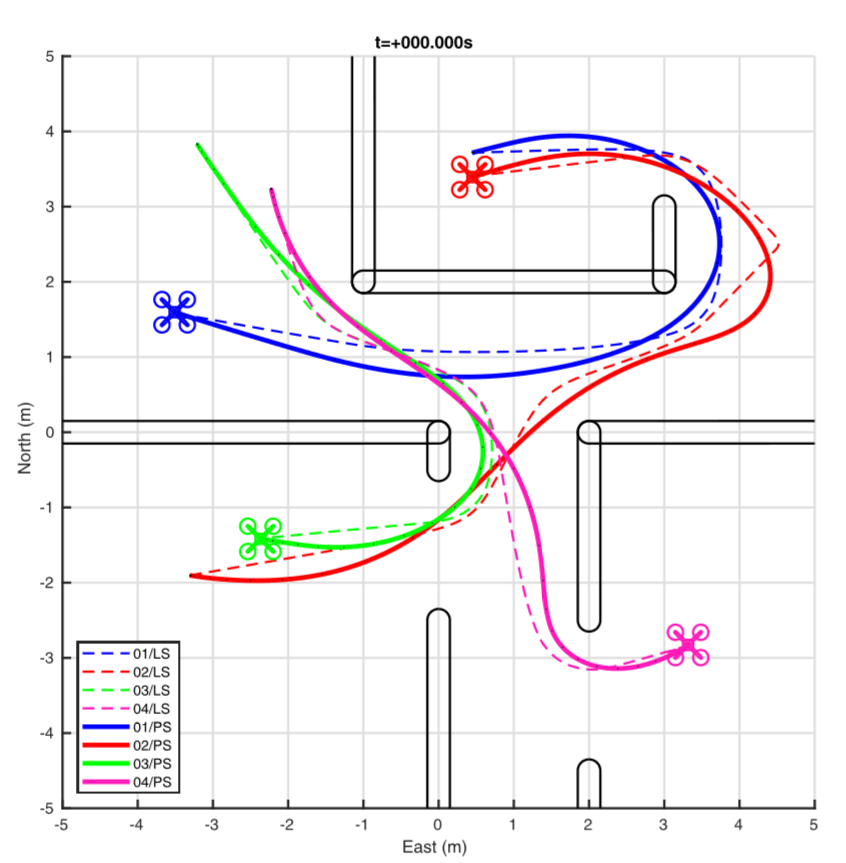 t=+000.000s
5
4
3
2
1
0
-1
-2
-3
-4
-5
North (m)
01/LS
02/LS
03/LS
04/LS
01/PS
02/PS
03/PS
04/PS
-5 -4 -3 -2 -1 0 1 2 3 4 5
East (m)